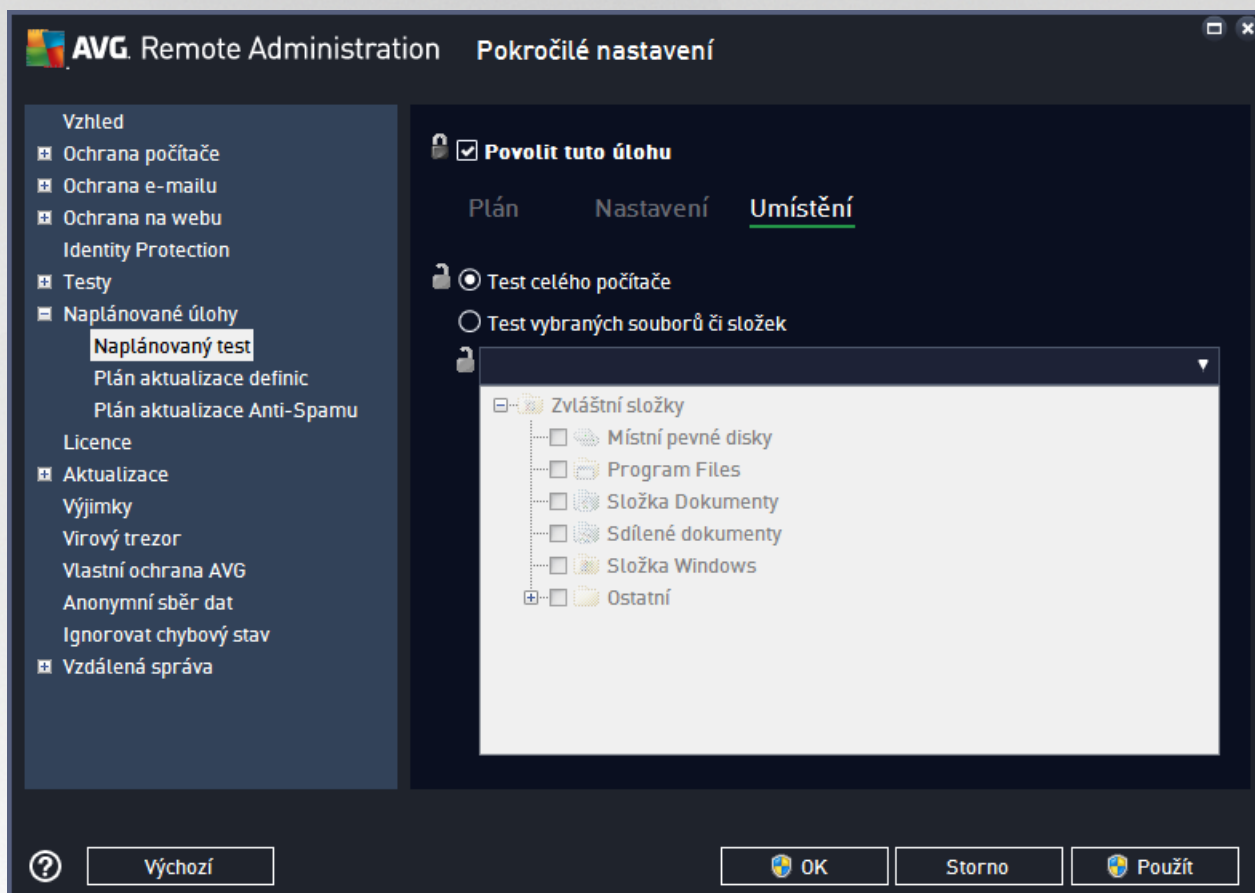 AVG. Remote Administration Pokročilé nastavení
Vzhled
Ochrana počítače
Ochrana e-mailu
Ochrana na webu
Identity Protection
Testy
Naplánované úlohy
Naplánovaný test
Plán aktualizace definic
Plán aktualizace Anti-Spamu
Licence
Aktualizace
Výjimky
Virový trezor
Vlastní ochrana AVG
Anonymní sběr dat
Ignorovat chybový stav
Vzdálená správa
Povolit tuto úlohu
Plán Nastavení Umístění
Test celého počítače
Test vybraných souborů či složek
Zvláštní složky
Místní pevné disky
Program Files
Složka Dokumenty
Sdílené dokumenty
Složka Windows
Ostatní
Výchozí OK Storno Použít